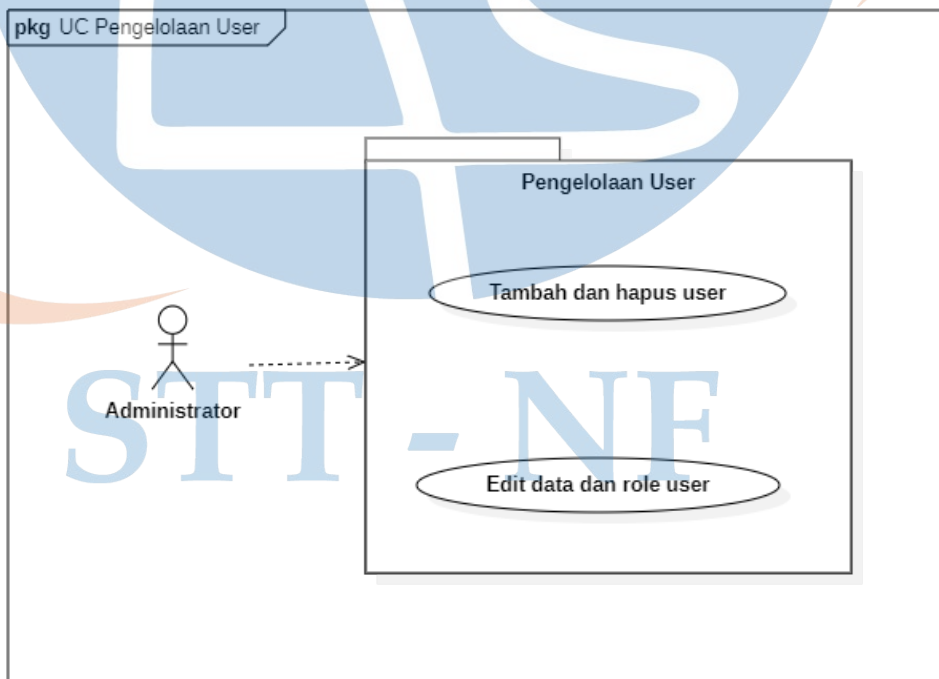 pkg UC Pengelolaan User
Pengelolaan User
Tambah dan hapus user
Administrator
STT - NF
Edit data dan role user